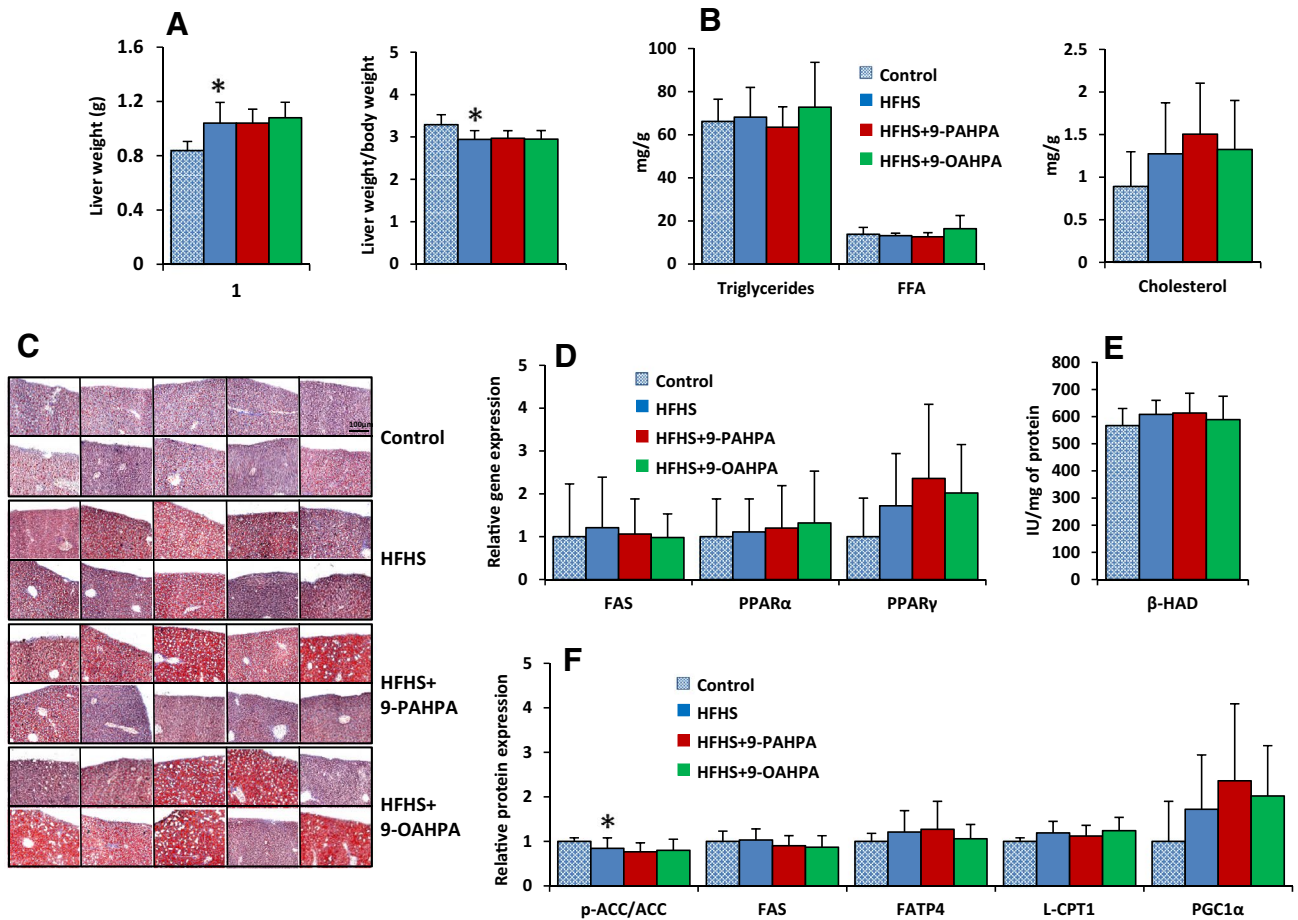 A
Liver weight (g)
1.6
1.2
0.8
0.4
0
*
1
Liver weight/body weight
5
4
3
2
1
0
*
B
mg/g
100
80
60
40
20
0
Control
HFHS
HFHS+9-PAHPA
HFHS+9-OAHPA
Triglycerides
FFA
mg/g
2.5
2
1.5
1
0.5
0
Cholesterol
C
100µm
Control
HFHS
HFHS+
9-PAHPA
HFHS+
9-OAHPA
D
Relative gene expression
5
4
3
2
1
0
Control
HFHS
HFHS+9-PAHPA
HFHS+9-OAHPA
FAS
PPARα
PPARγ
E
IU/mg of protein
800
700
600
500
400
300
200
100
0
β-HAD
F
Relative protein expression
5
4
3
2
1
0
Control
HFHS
HFHS+9-PAHPA
HFHS+9-OAHPA
*
p-ACC/ACC
FAS
FATP4
L-CPT1
PGC1α